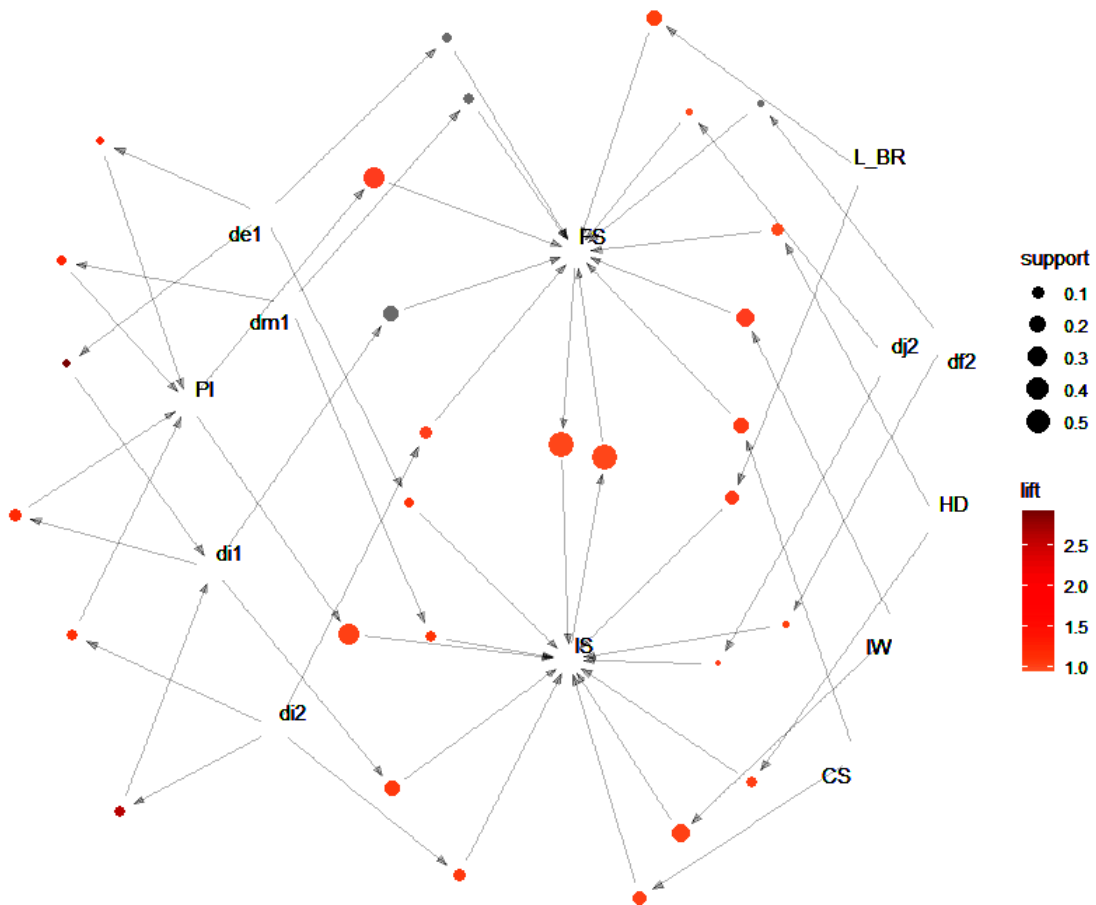 L_BR
de1
FS
support
0.1
dm1
0.2
dj2
df2
0.3
PI
0.4
0.5
lift
HD
2.5
di1
2.0
1.5
IS
IW
1.0
di2
CS